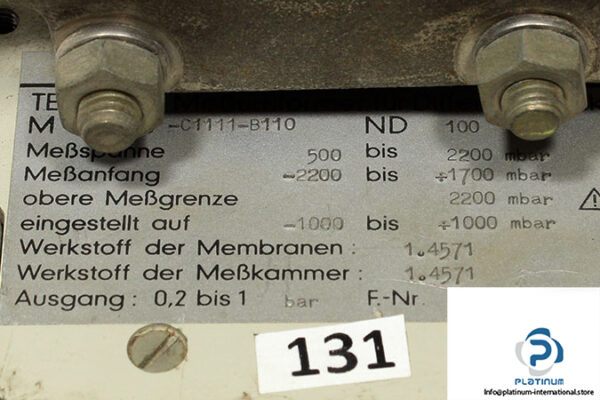 TE
M -C1111-B110 ND 100
Meßspanne 500 bis 2200 mbar
Meßanfang -2200 bis ÷1700 mbar
obere Meßgrenze 2200 mbar
eingestellt auf -1000 bis ÷1000 mbar
Werkstoff der Membranen : 1.4571
Werkstoff der Meßkammer : 1.4571
Ausgang : 0,2 bis 1 bar F.-Nr.
131
PLATINUM
Info@platinum-international.store